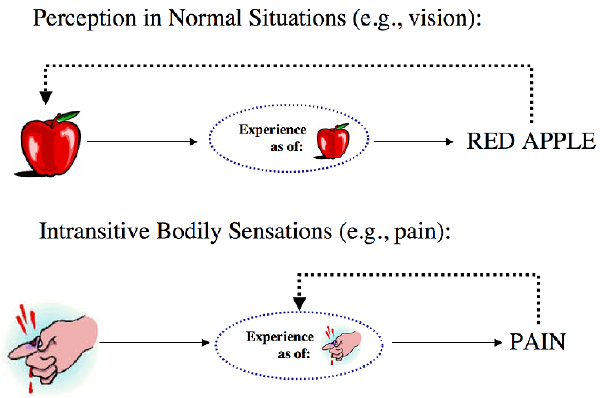 Perception in Normal Situations (e.g., vision):
Experience
as of:
RED APPLE
Intransitive Bodily Sensations (e.g., pain):
Experience
as of:
PAIN